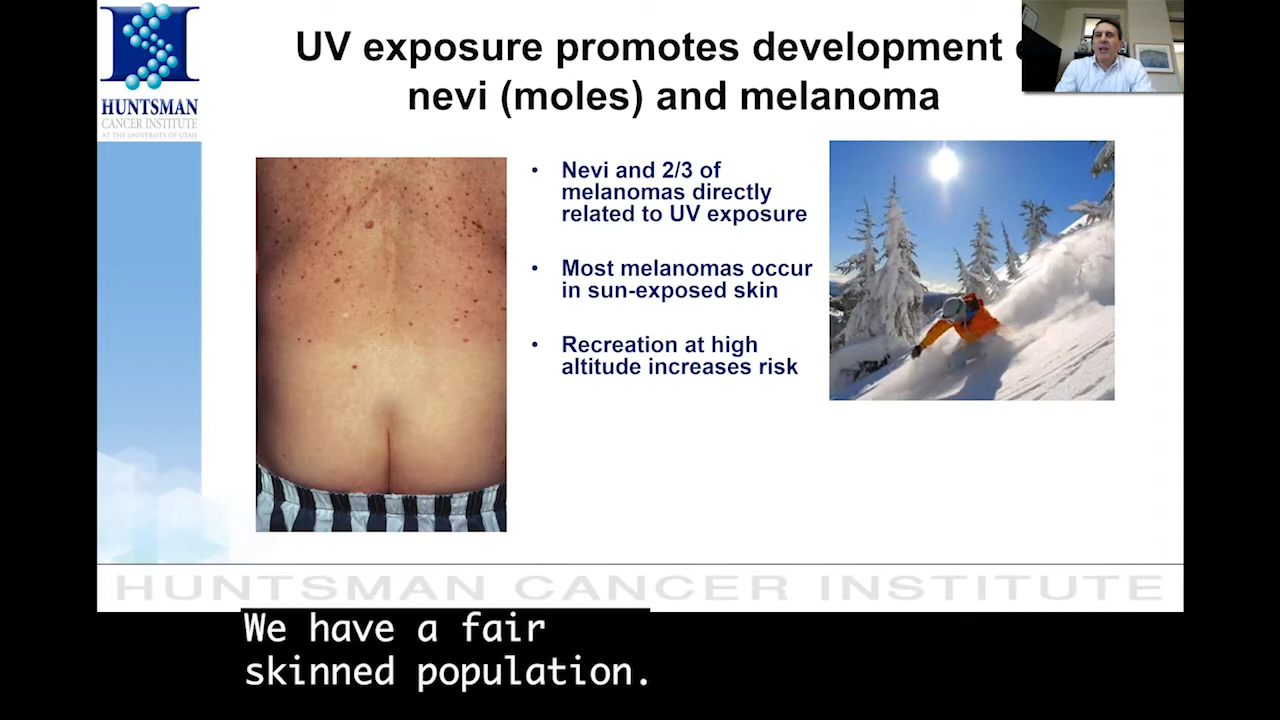 UV exposure promotes development
nevi (moles) and melanoma
HUNTSMAN
CANCER INSTITUTE
AT THE UNIVERSITY OF UTAH
• Nevi and 2/3 of
melanomas directly
related to UV exposure
• Most melanomas occur
in sun-exposed skin
• Recreation at high
altitude increases risk
HUNTSMAN CANCER INSTITUTE
We have a fair
skinned population.